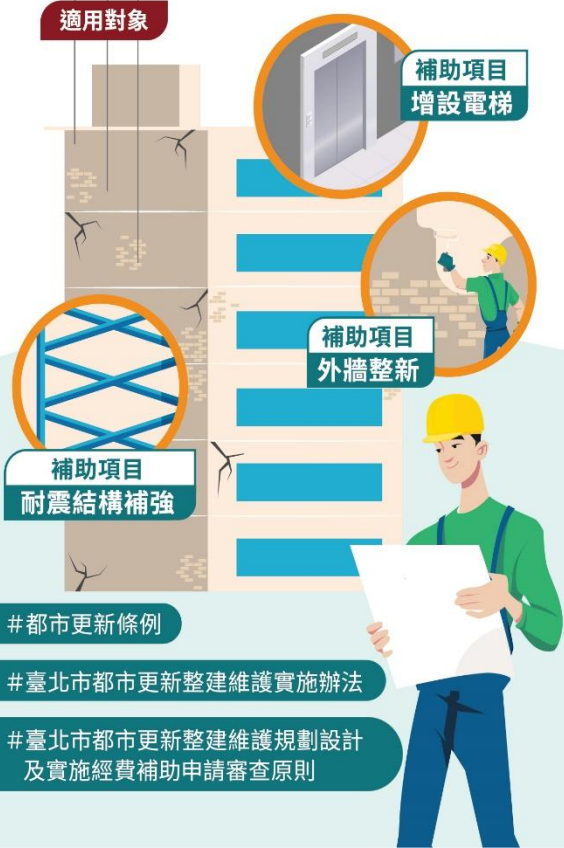 適用對象
補助項目
增設電梯
補助項目
外牆整新
補助項目
耐震結構補強
#都市更新條例
#臺北市都市更新整建維護實施辦法
#臺北市都市更新整建維護規劃設計
及實施經費補助申請審查原則